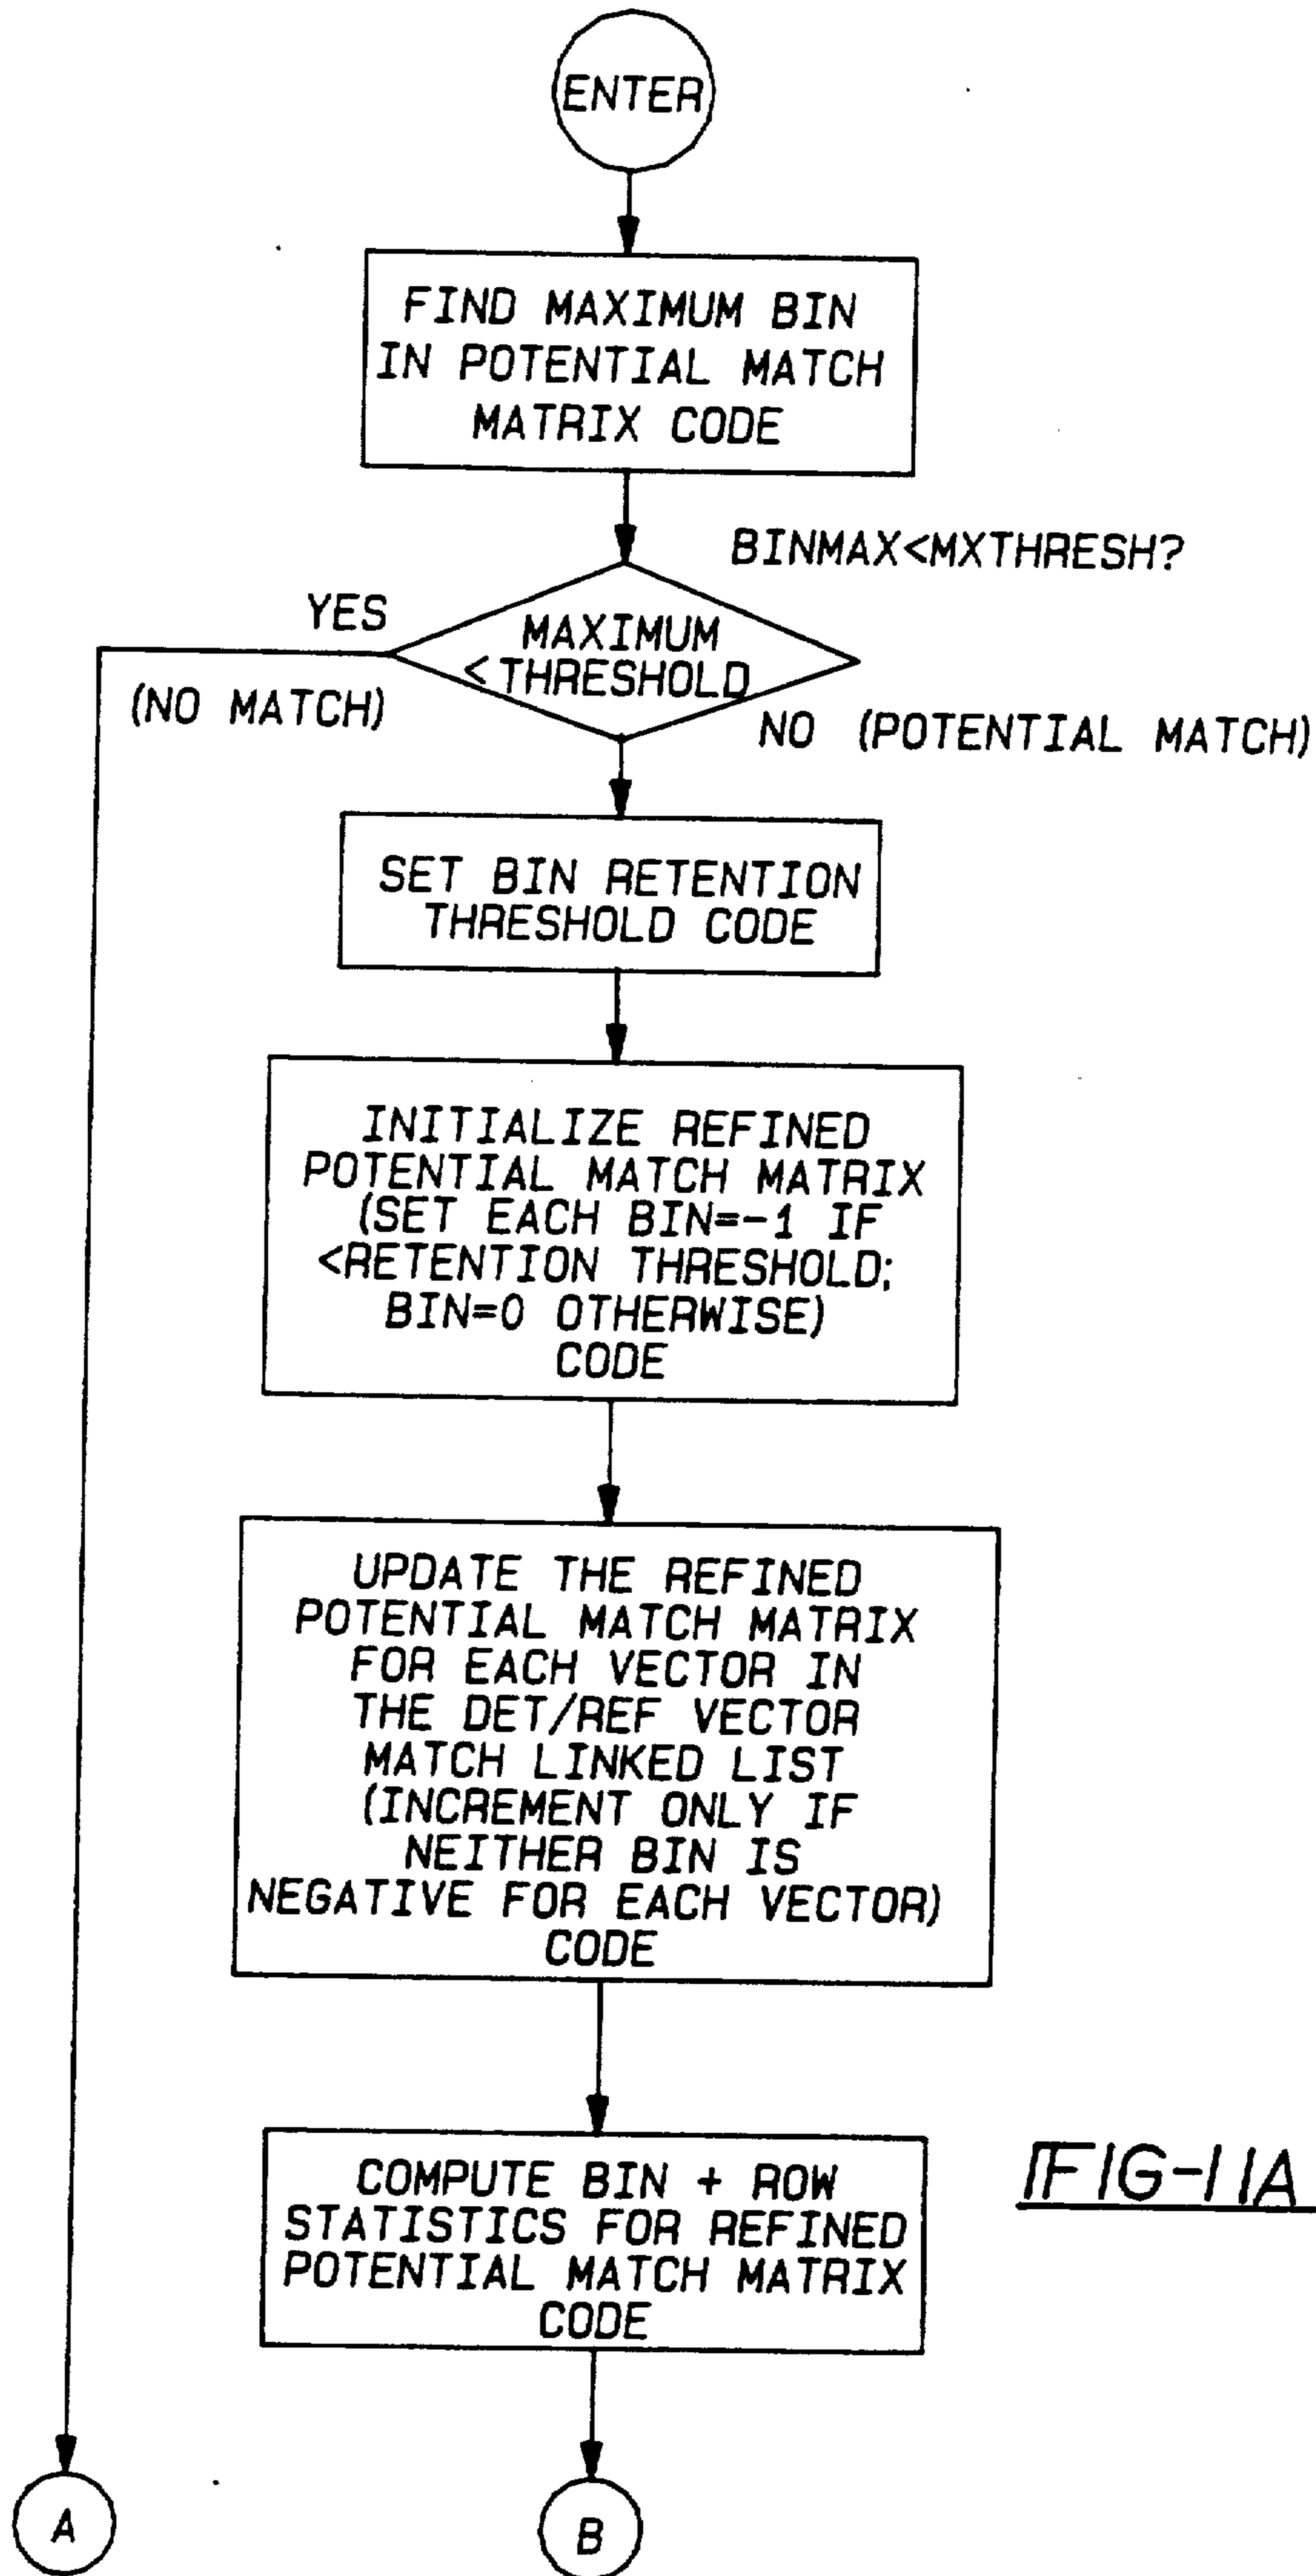 ENTER
FIND MAXIMUM BIN
IN POTENTIAL MATCH
MATRIX CODE
BINMAX<MXTHRESH?
YES
MAXIMUM
< THRESHOLD
(NO MATCH)
NO (POTENTIAL MATCH)
SET BIN RETENTION
THRESHOLD CODE
INITIALIZE REFINED
POTENTIAL MATCH MATRIX
(SET EACH BIN=-1 IF
<RETENTION THRESHOLD;
BIN=0 OTHERWISE)
CODE
UPDATE THE REFINED
POTENTIAL MATCH MATRIX
FOR EACH VECTOR IN
THE DET/REF VECTOR
MATCH LINKED LIST
(INCREMENT ONLY IF
NEITHER BIN IS
NEGATIVE FOR EACH VECTOR)
CODE
COMPUTE BIN + ROW
STATISTICS FOR REFINED
POTENTIAL MATCH MATRIX
CODE
FIG-11A
A
B